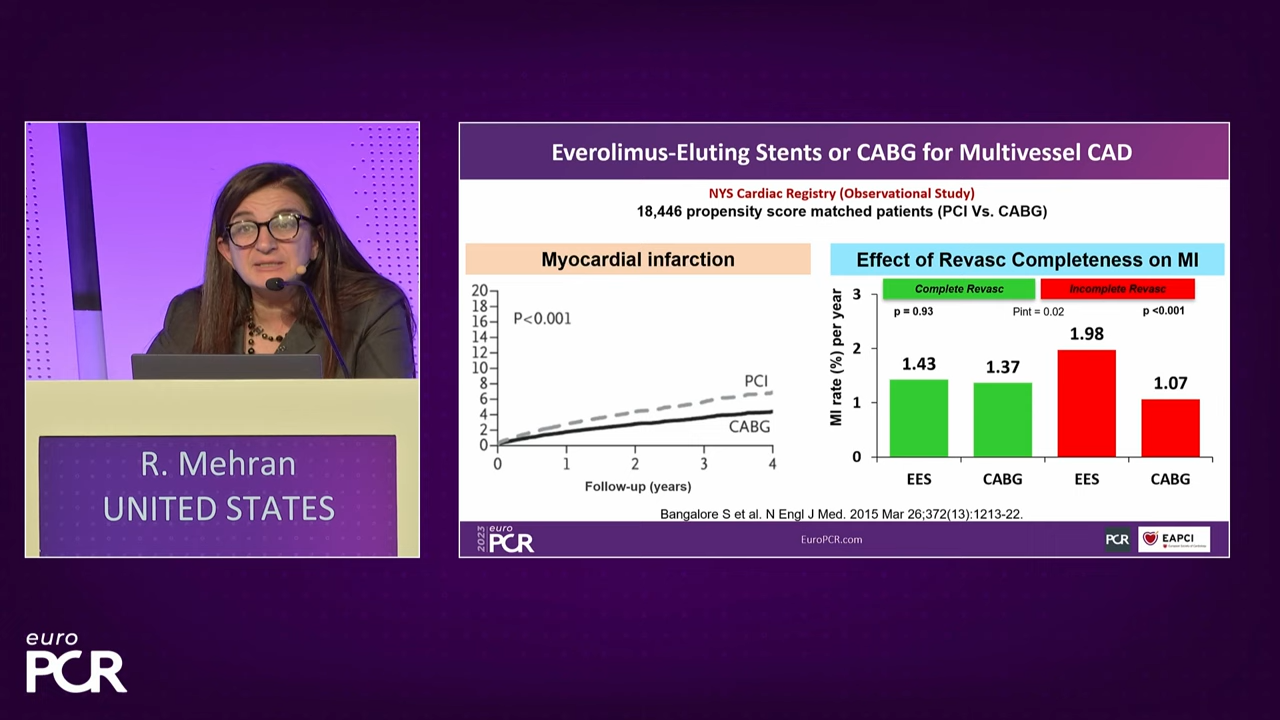 R. Mehran
UNITED STATES
euro
PCR
Everolimus-Eluting Stents or CABG for Multivessel CAD
NYS Cardiac Registry (Observational Study)
18,446 propensity score matched patients (PCI Vs. CABG)
Myocardial infarction
20
18
16
14
12
10
8
6
4
2
0
P<0.001
PCI
CABG
0 1 2 3 4
Follow-up (years)
Effect of Revasc Completeness on MI
Complete Revasc Incomplete Revasc
p = 0.93 Pint = 0.02 p <0.001
MI rate (%) per year
3
2
1
0
1.43 1.37 1.98 1.07
EES CABG EES CABG
Bangalore S et al. N Engl J Med. 2015 Mar 26;372(13):1213-22.
2023 euro PCR
EuroPCR.com
PCR
EAPCI